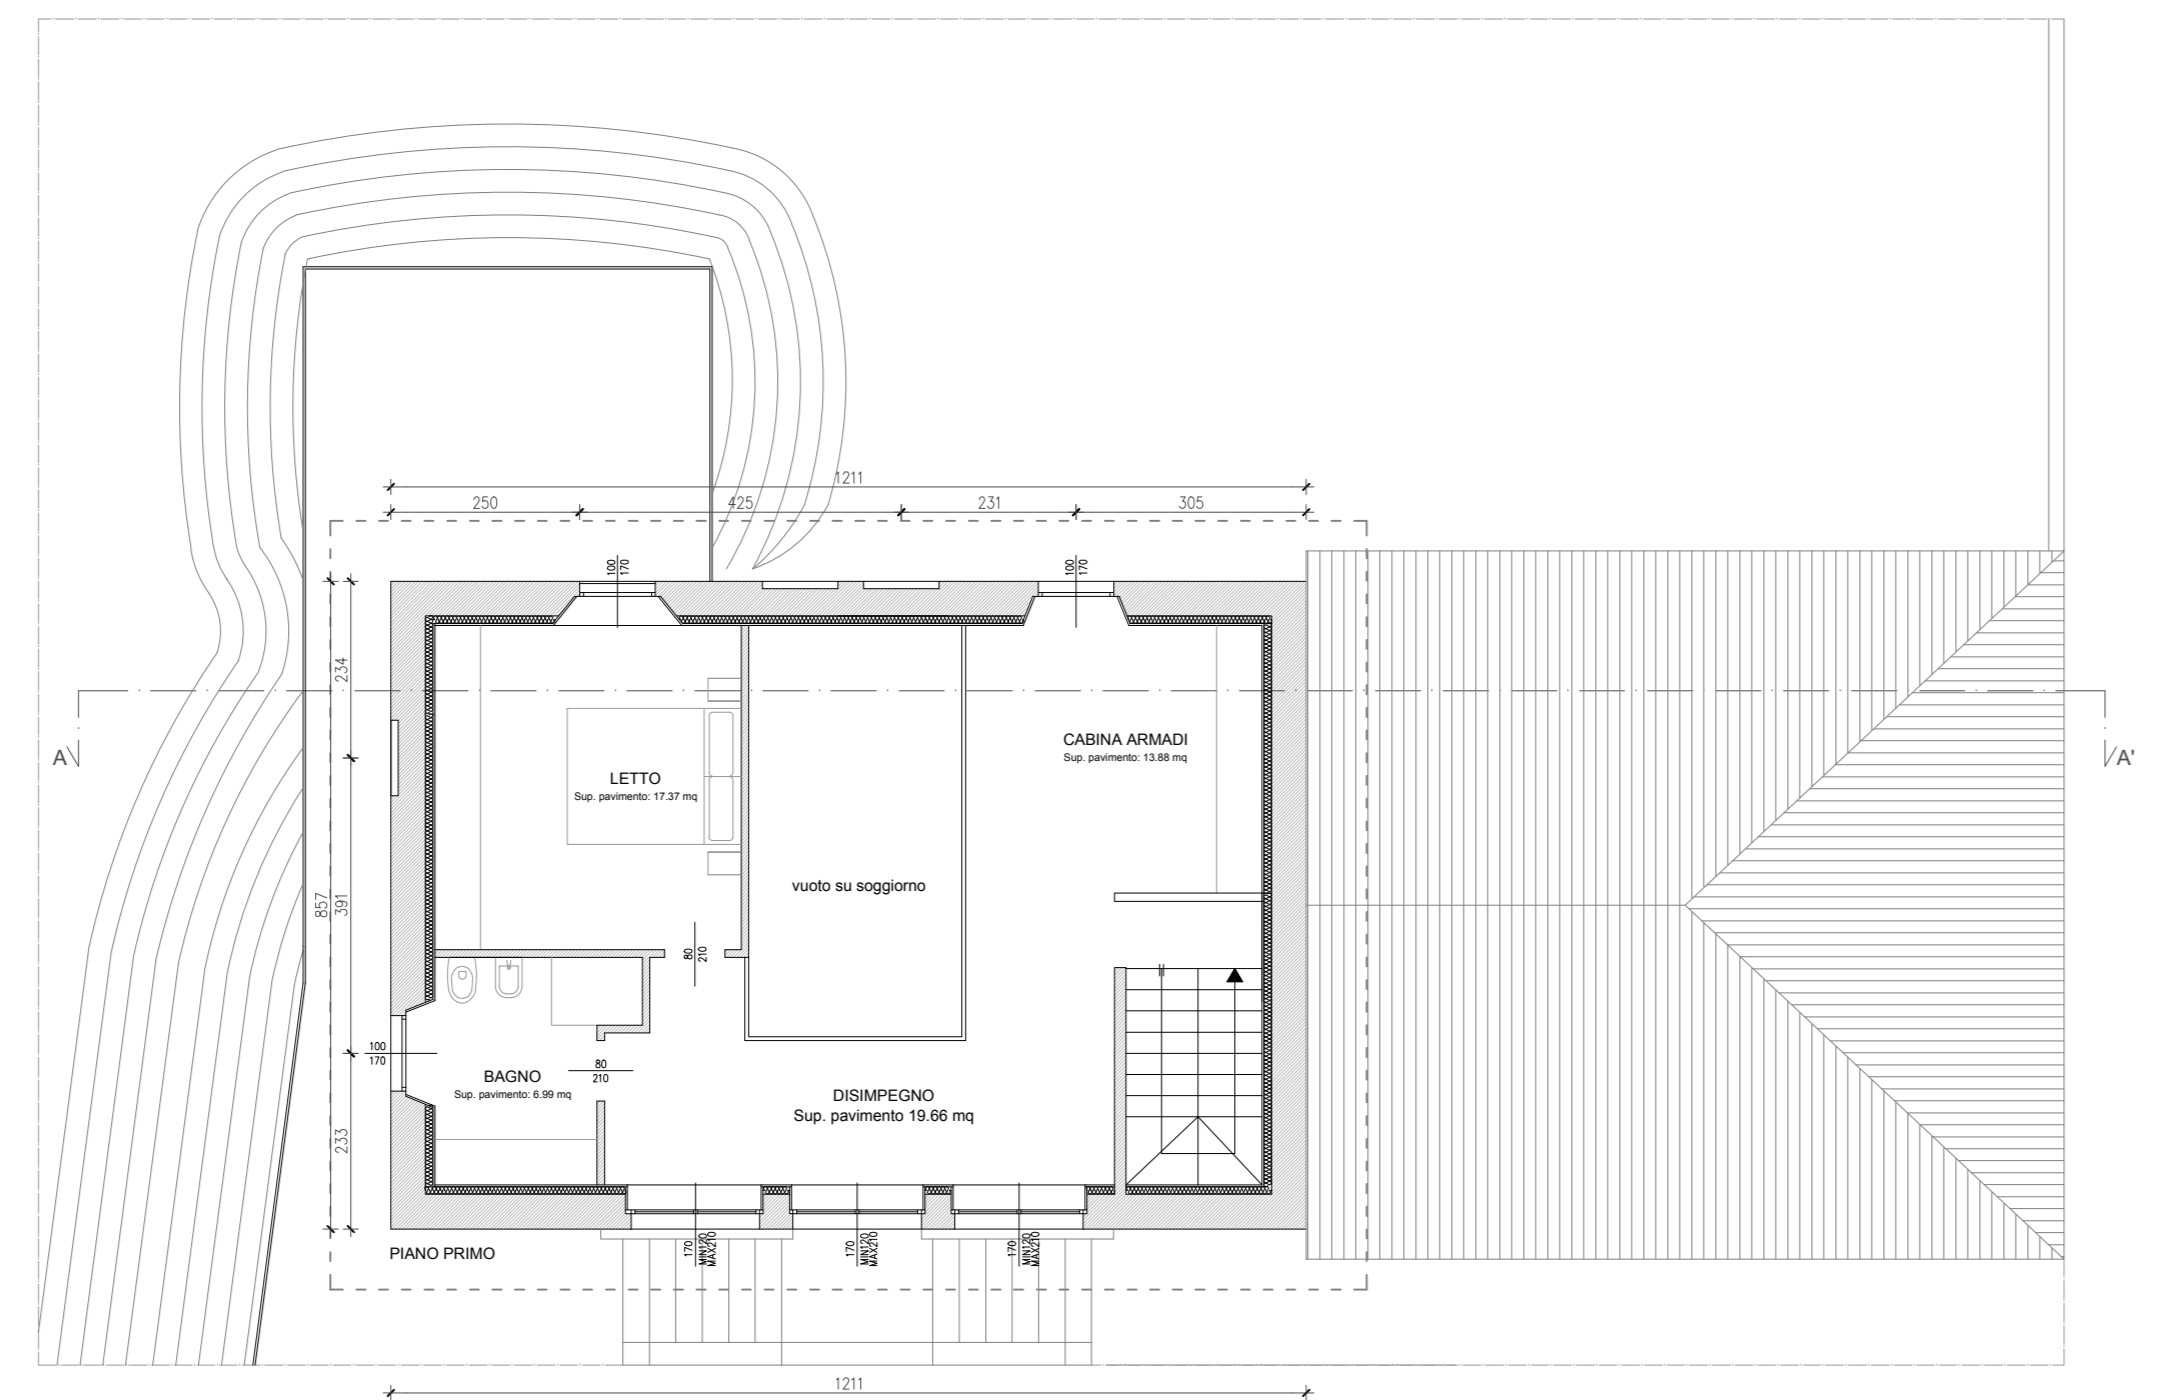 1211
250
425
231
305
100
170
100
170
234
A
A'
CABINA ARMADI
Sup. pavimento: 13.88 mq
LETTO
Sup. pavimento: 17.37 mq
vuoto su soggiorno
857
391
80
210
100
170
80
210
BAGNO
Sup. pavimento: 6.99 mq
DISIMPEGNO
Sup. pavimento 19.66 mq
233
PIANO PRIMO
170
MIN120
MAX210
170
MIN120
MAX210
170
MIN120
MAX210
1211